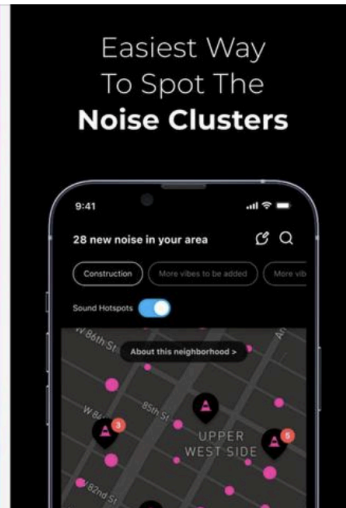 Easiest Way
To Spot The
Noise Clusters
9:41
28 new noise in your area
Construction
More vibes to be added
More vib
Sound Hotspots
W 86th St
About this neighborhood >
W 84
85th St
3
UPPER
WEST SIDE
5
W 82nd St